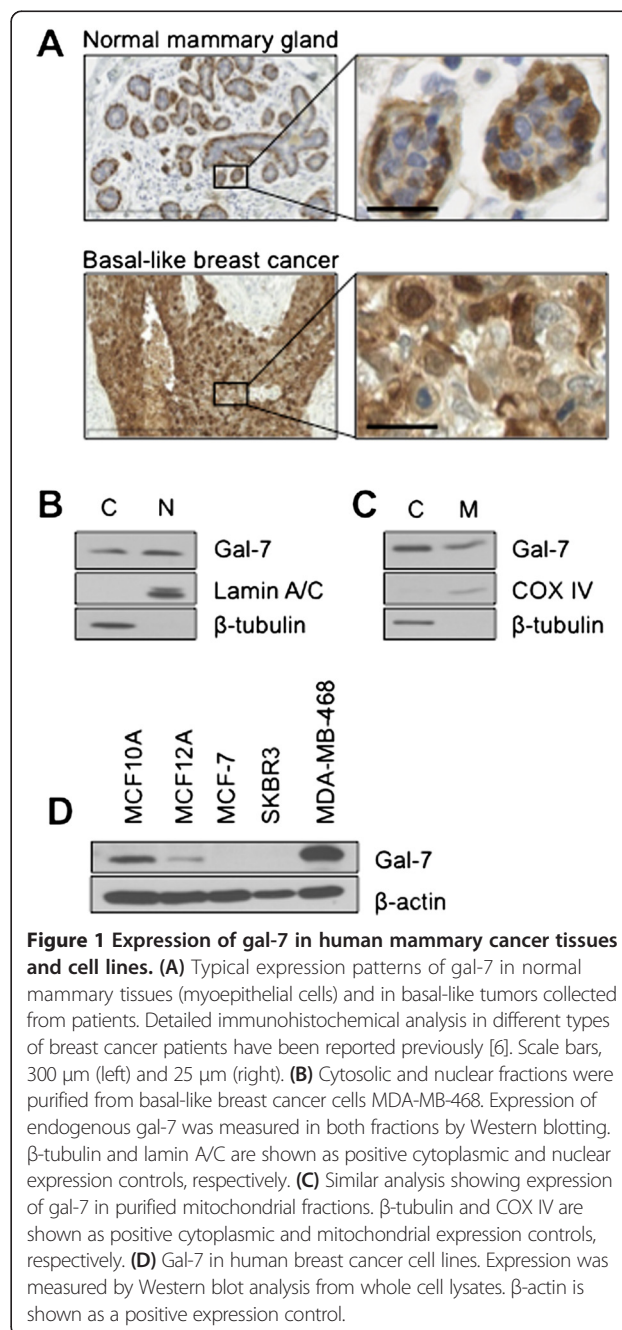 A
Normal mammary gland
Basal-like breast cancer
B
C N
Gal-7
Lamin A/C
β-tubulin
C
C M
Gal-7
COX IV
β-tubulin
D
MCF10A
MCF12A
MCF-7
SKBR3
MDA-MB-468
Gal-7
β-actin
Figure 1 Expression of gal-7 in human mammary cancer tissues
and cell lines. (A) Typical expression patterns of gal-7 in normal
mammary tissues (myoepithelial cells) and in basal-like tumors collected
from patients. Detailed immunohistochemical analysis in different types
of breast cancer patients have been reported previously [6]. Scale bars,
300 μm (left) and 25 μm (right). (B) Cytosolic and nuclear fractions were
purified from basal-like breast cancer cells MDA-MB-468. Expression of
endogenous gal-7 was measured in both fractions by Western blotting.
β-tubulin and lamin A/C are shown as positive cytoplasmic and nuclear
expression controls, respectively. (C) Similar analysis showing expression
of gal-7 in purified mitochondrial fractions. β-tubulin and COX IV are
shown as positive cytoplasmic and mitochondrial expression controls,
respectively. (D) Gal-7 in human breast cancer cell lines. Expression was
measured by Western blot analysis from whole cell lysates. β-actin is
shown as a positive expression control.